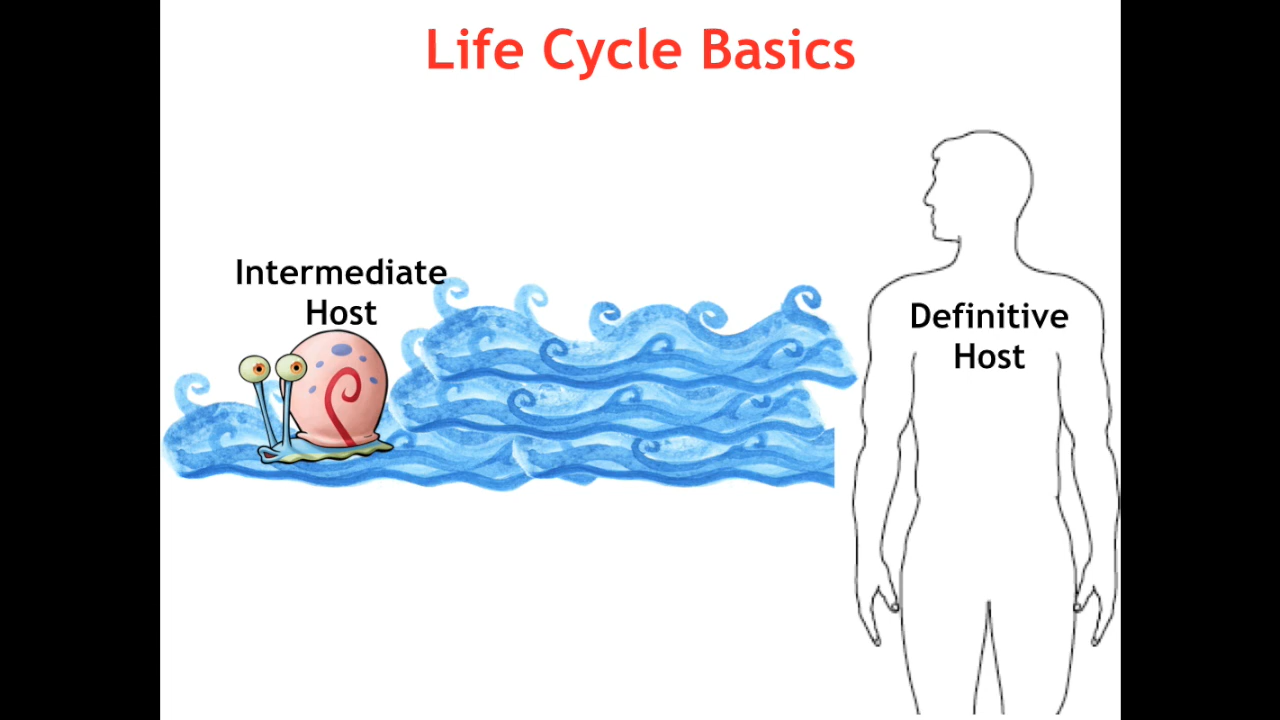 Life Cycle Basics
Intermediate
Host
Definitive
Host